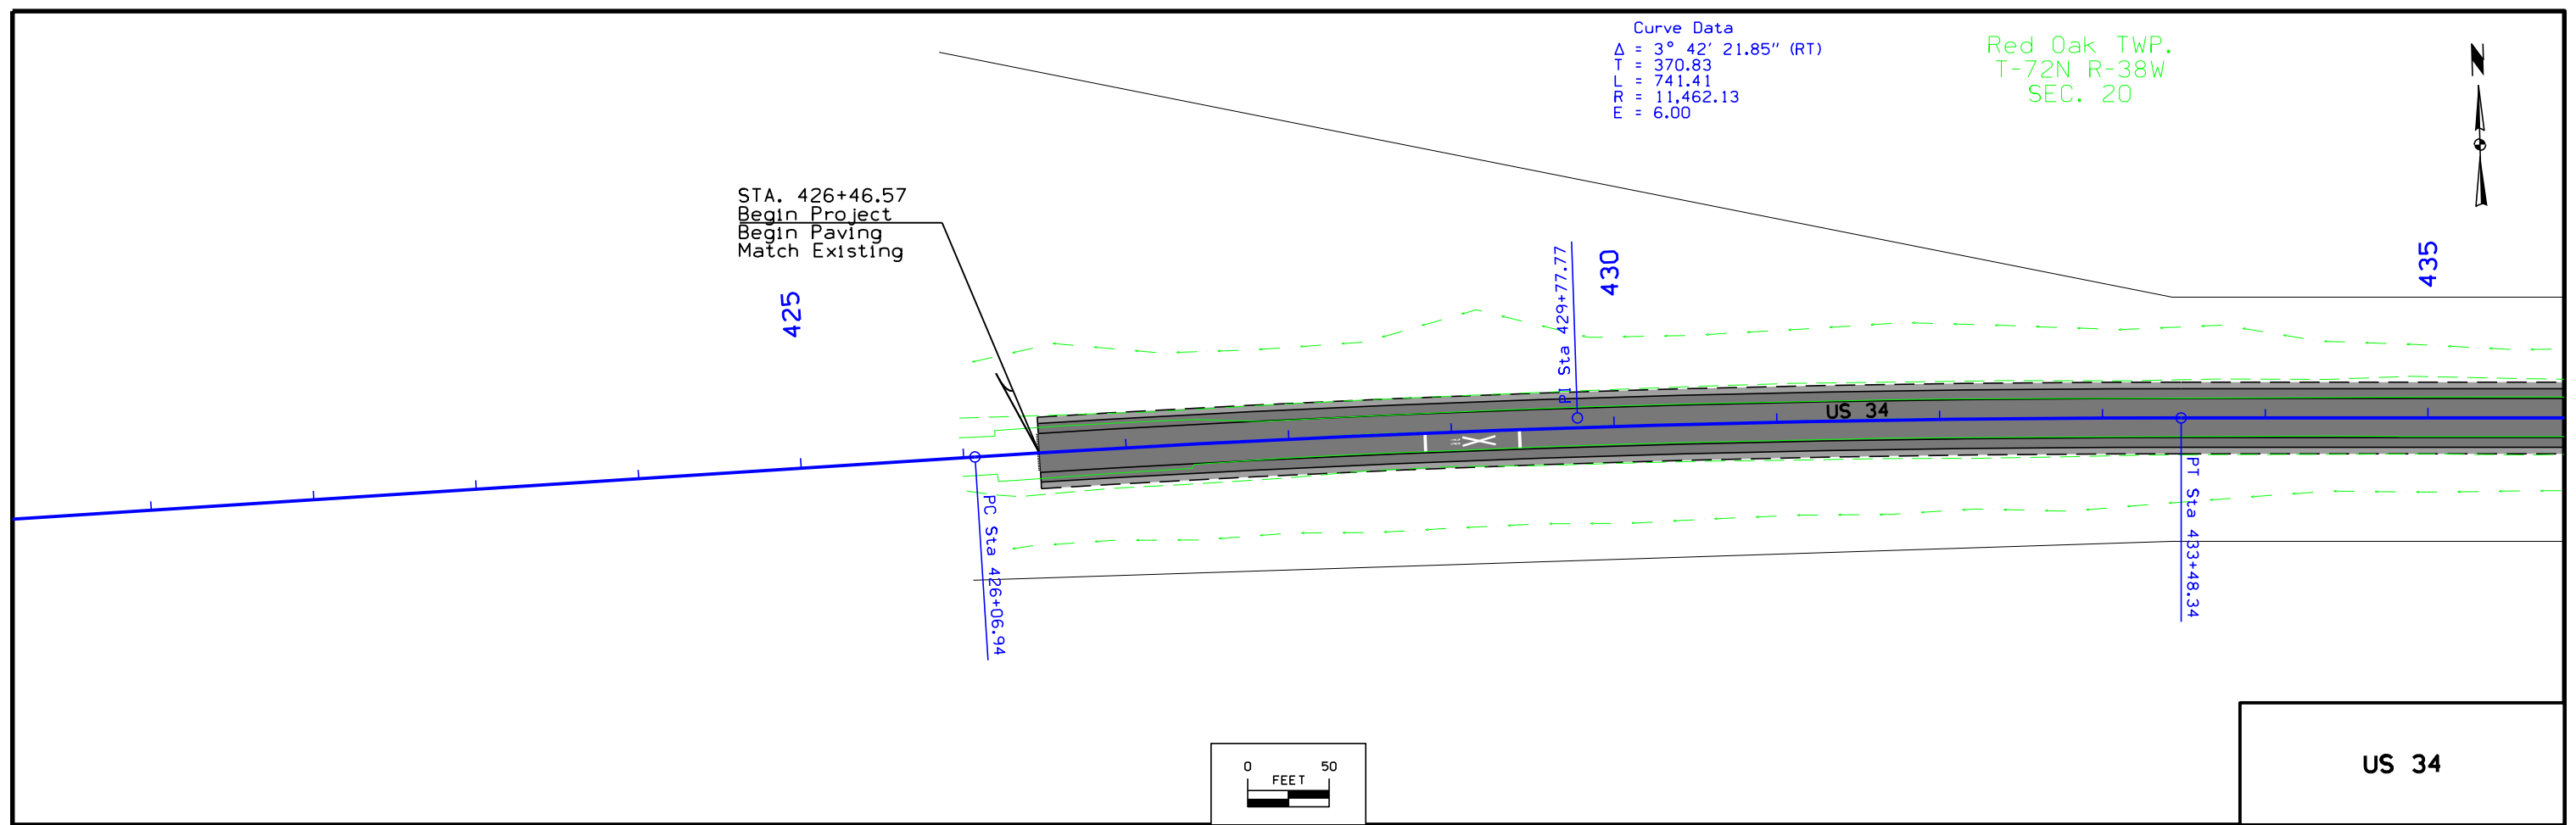 Curve Data
Δ = 3° 42' 21.85" (RT)
T = 370.83
L = 741.41
R = 11,462.13
E = 6.00
Red Oak TWP.
T-72N R-38W
SEC. 20
N
STA. 426+46.57
Begin Project
Begin Paving
Match Existing
425
PI Sta 429+77.77
430
435
US 34
PC Sta 426+06.94
PT Sta 433+48.34
0 50
FEET
US 34